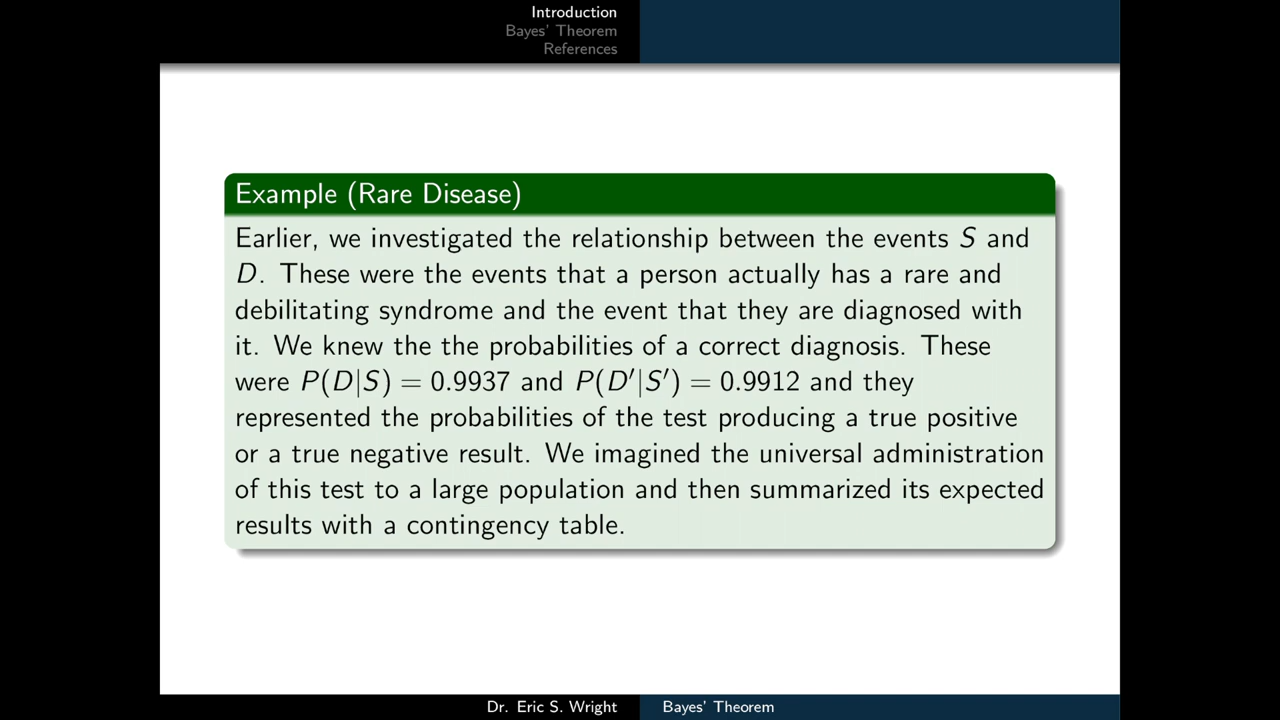 Introduction
Bayes' Theorem
References
Example (Rare Disease)
Earlier, we investigated the relationship between the events S and
D. These were the events that a person actually has a rare and
debilitating syndrome and the event that they are diagnosed with
it. We knew the the probabilities of a correct diagnosis. These
were P(D|S) = 0.9937 and P(D′|S′) = 0.9912 and they
represented the probabilities of the test producing a true positive
or a true negative result. We imagined the universal administration
of this test to a large population and then summarized its expected
results with a contingency table.
Dr. Eric S. Wright
Bayes' Theorem